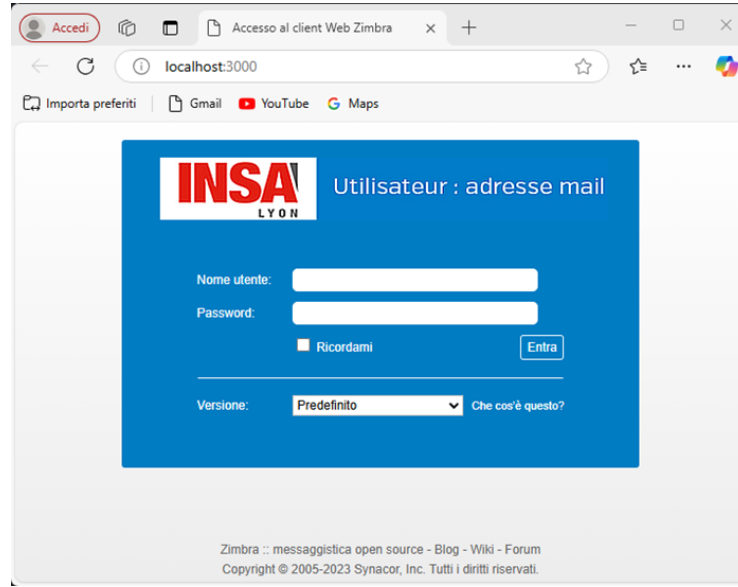 Accedi
Accesso al client Web Zimbra
localhost:3000
Importa preferiti
Gmail
YouTube
Maps
INSA
LYON
Utilisateur : adresse mail
Nome utente:
Password:
Ricordami
Entra
Versione:
Predefinito
Che cos'è questo?
Zimbra :: messaggistica open source - Blog - Wiki - Forum
Copyright © 2005-2023 Synacor, Inc. Tutti i diritti riservati.